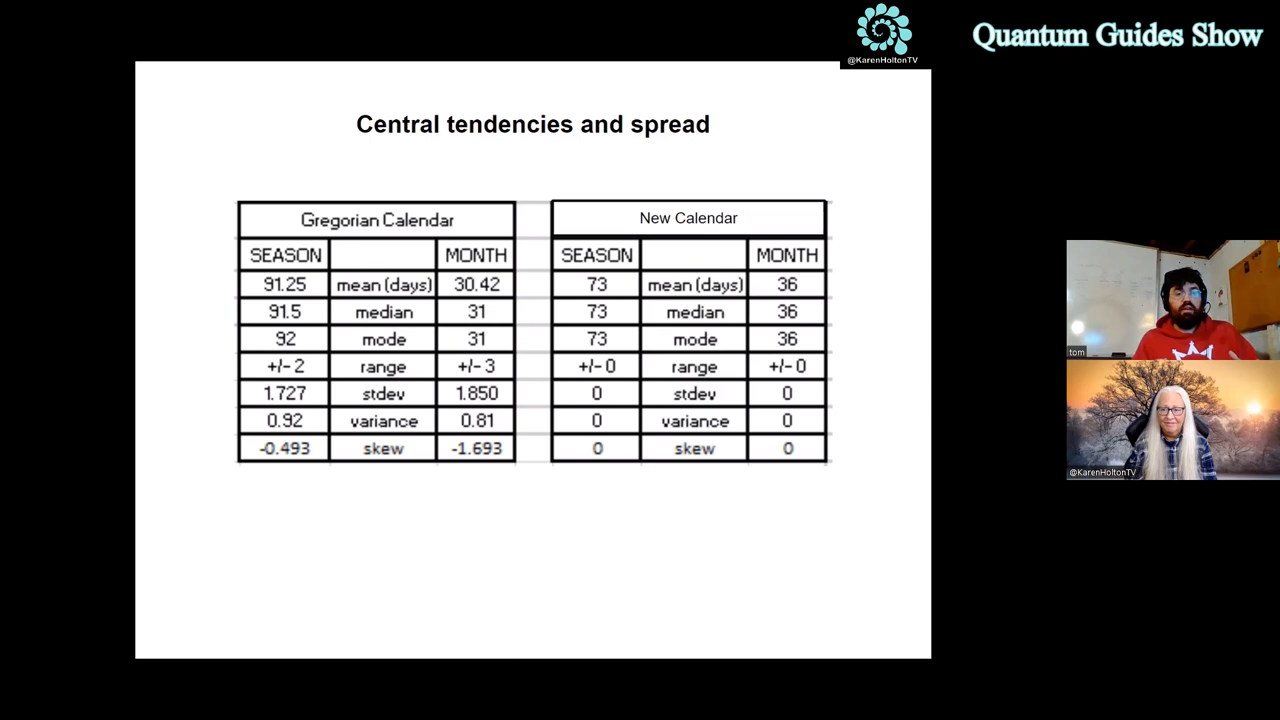 @KarenHoltonTV
Quantum Guides Show
Central tendencies and spread
Gregorian Calendar
SEASON MONTH
91.25 mean (days) 30.42
91.5 median 31
92 mode 31
+/- 2 range +/- 3
1.727 stdev 1.850
0.92 variance 0.81
-0.493 skew -1.693
New Calendar
SEASON MONTH
73 mean (days) 36
73 median 36
73 mode 36
+/- 0 range +/- 0
0 stdev 0
0 variance 0
0 skew 0
tom
@KarenHoltonTV